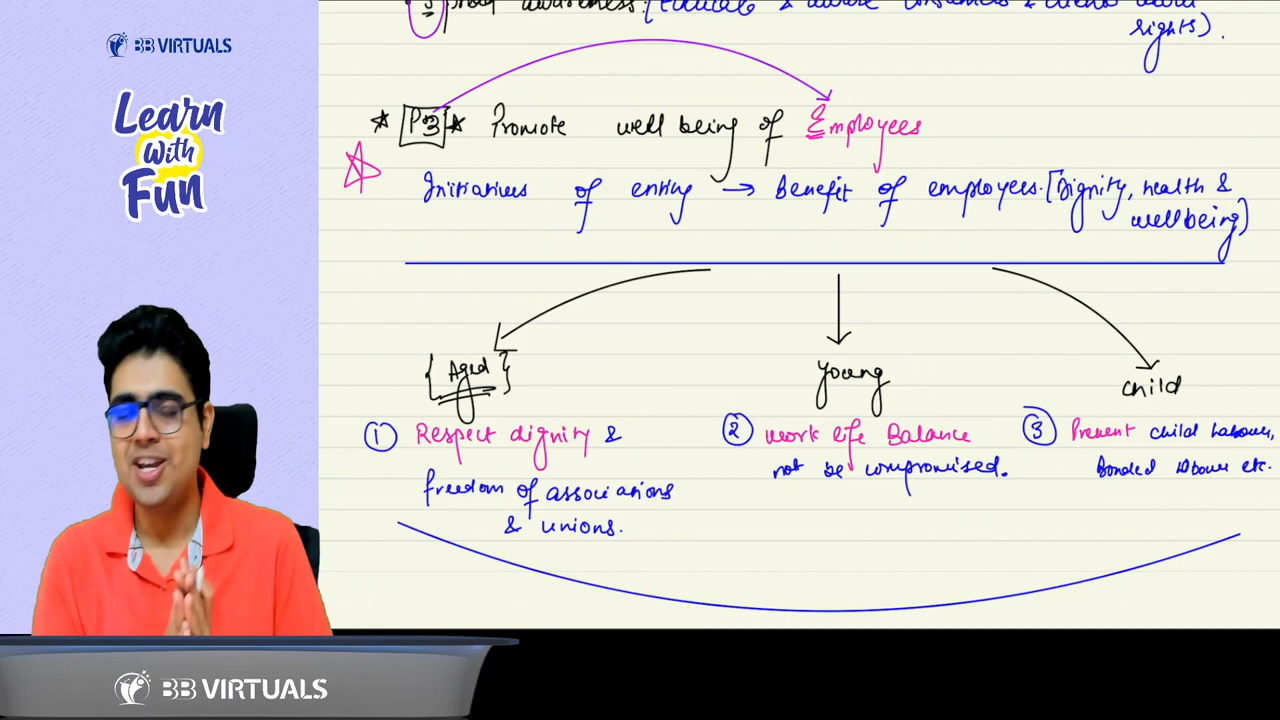 BB VIRTUALS
Learn
With
Fun
rights).
Promote well being of Employees
Initiatives of entity → Benefit of employees. [Dignity, health &
wellbeing]
{Aged}
young
child
① Respect dignity &
freedom of associations
& unions.
② work life Balance
not be compromised.
③ Prevent child Labour,
Bonded labour etc.
BB VIRTUALS